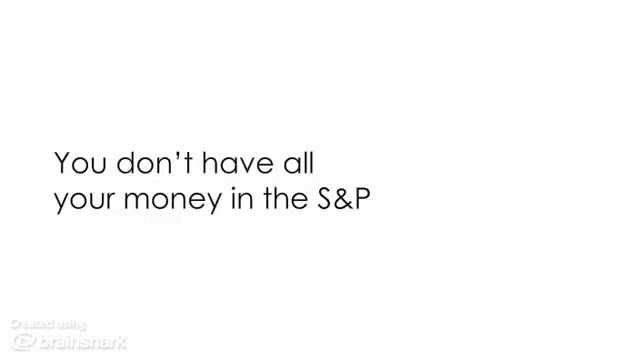 You don't have all
your money in the S&P
Created using
brainshark